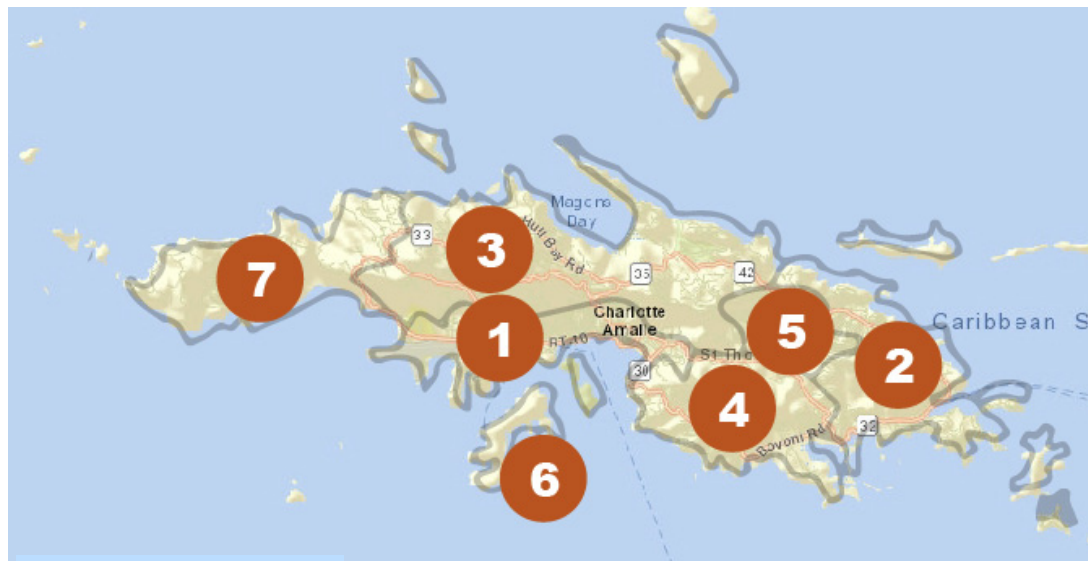 Magens
Bay
33
3
Hull Bay Rd
35
42
7
Charlotte
Amalie
5
Caribbean S
1
RT-10
St Tho
2
30
4
32
Bovoni Rd
6